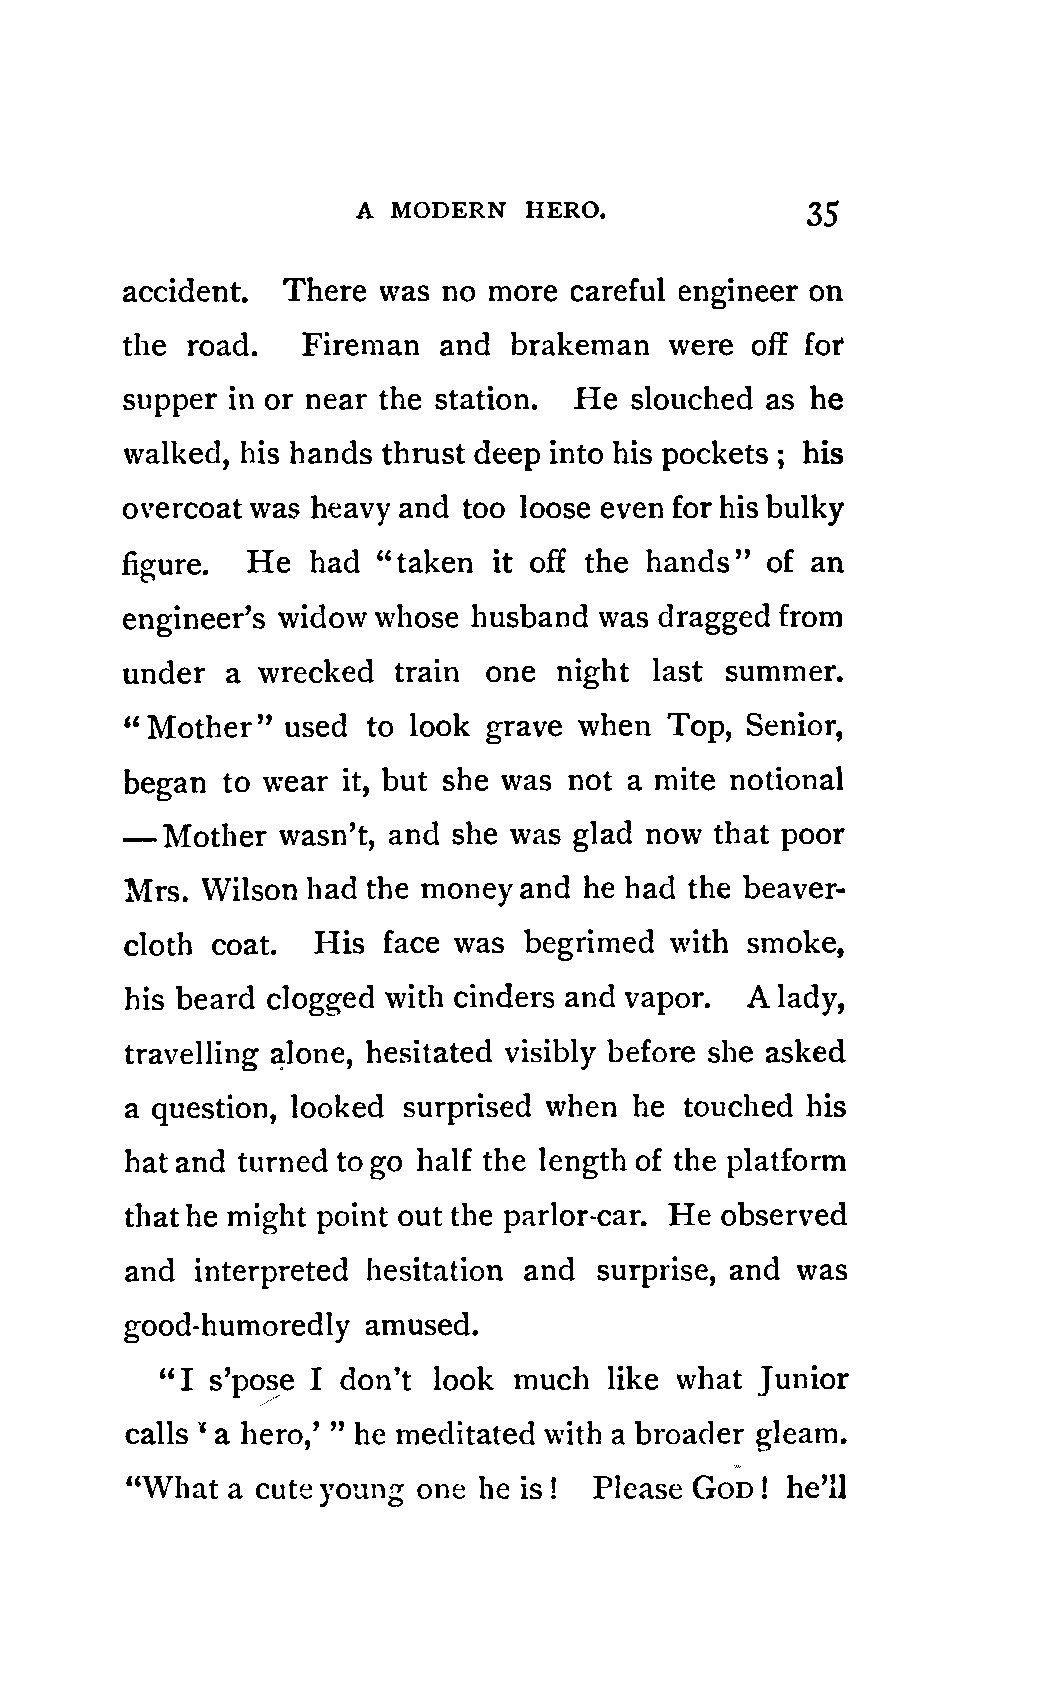 A MODERN HERO. 35
accident. There was no more careful engineer on
the road. Fireman and brakeman were off for
supper in or near the station. He slouched as he
walked, his hands thrust deep into his pockets ; his
overcoat was heavy and too loose even for his bulky
figure. He had "taken it off the hands" of an
engineer's widow whose husband was dragged from
under a wrecked train one night last summer.
"Mother" used to look grave when Top, Senior,
began to wear it, but she was not a mite notional
—Mother wasn't, and she was glad now that poor
Mrs. Wilson had the money and he had the beaver-
cloth coat. His face was begrimed with smoke,
his beard clogged with cinders and vapor. A lady,
travelling alone, hesitated visibly before she asked
a question, looked surprised when he touched his
hat and turned to go half the length of the platform
that he might point out the parlor-car. He observed
and interpreted hesitation and surprise, and was
good-humoredly amused.
"I s'pose I don't look much like what Junior
calls 'a hero,' " he meditated with a broader gleam.
"What a cute young one he is! Please GOD! he'll